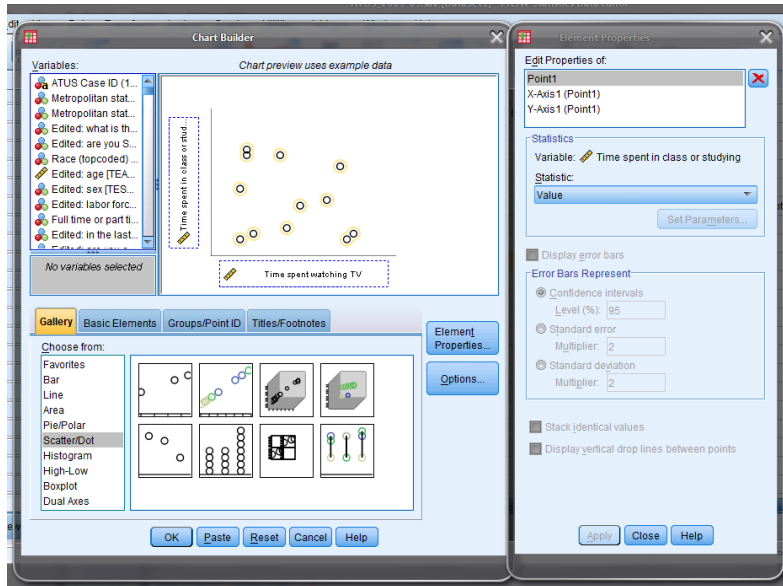 Chart Builder
Variables:
Chart preview uses example data
ATUS Case ID (1...
Metropolitan stat...
Metropolitan stat...
Edited: what is th...
Edited: are you S...
Race (topcoded) ...
Edited: age [TEA...
Edited: sex [TES...
Edited: labor forc...
Full time or part ti...
Edited: in the last...
No variables selected
Time spent in class or stud...
Time spent watching TV
Gallery
Basic Elements
Groups/Point ID
Titles/Footnotes
Choose from:
Favorites
Bar
Line
Area
Pie/Polar
Scatter/Dot
Histogram
High-Low
Boxplot
Dual Axes
Element
Properties...
Options...
OK
Paste
Reset
Cancel
Help
Element Properties
Edit Properties of:
Point1
X-Axis1 (Point1)
Y-Axis1 (Point1)
Statistics
Variable: Time spent in class or studying
Statistic:
Value
Set Parameters...
Display error bars
Error Bars Represent
Confidence intervals
Level (%): 95
Standard error
Multiplier: 2
Standard deviation
Multiplier: 2
Stack identical values
Display vertical drop lines between points
Apply
Close
Help